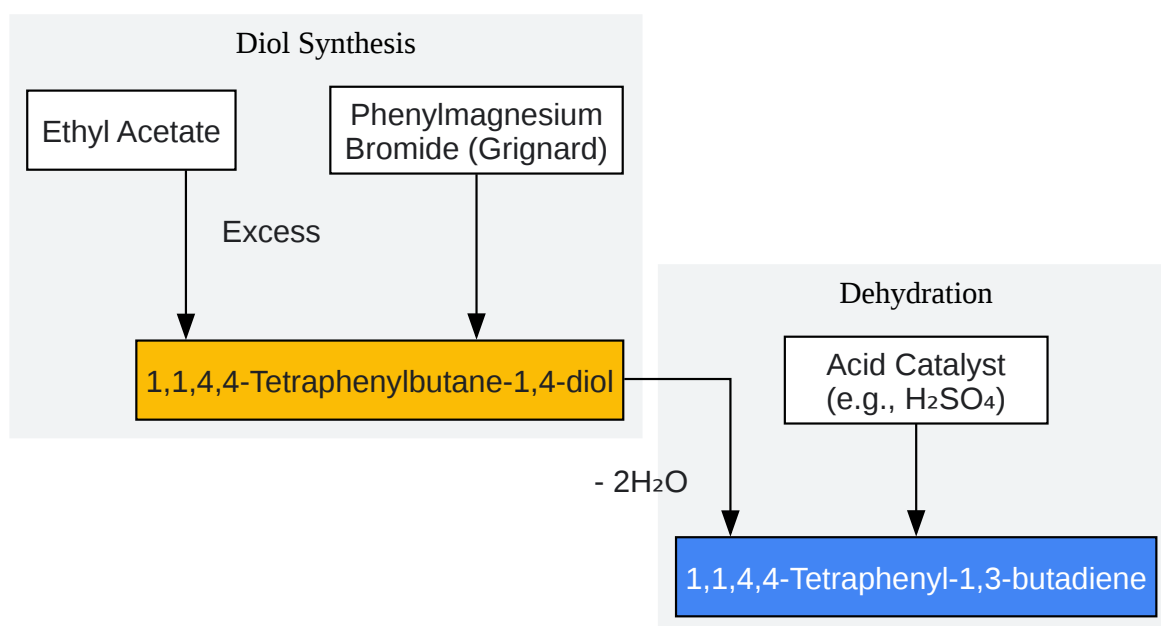 Diol Synthesis
Ethyl Acetate
Phenylmagnesium
Bromide (Grignard)
Excess
1,1,4,4-Tetraphenylbutane-1,4-diol
Dehydration
Acid Catalyst
(e.g., H₂SO₄)
- 2H₂O
1,1,4,4-Tetraphenyl-1,3-butadiene